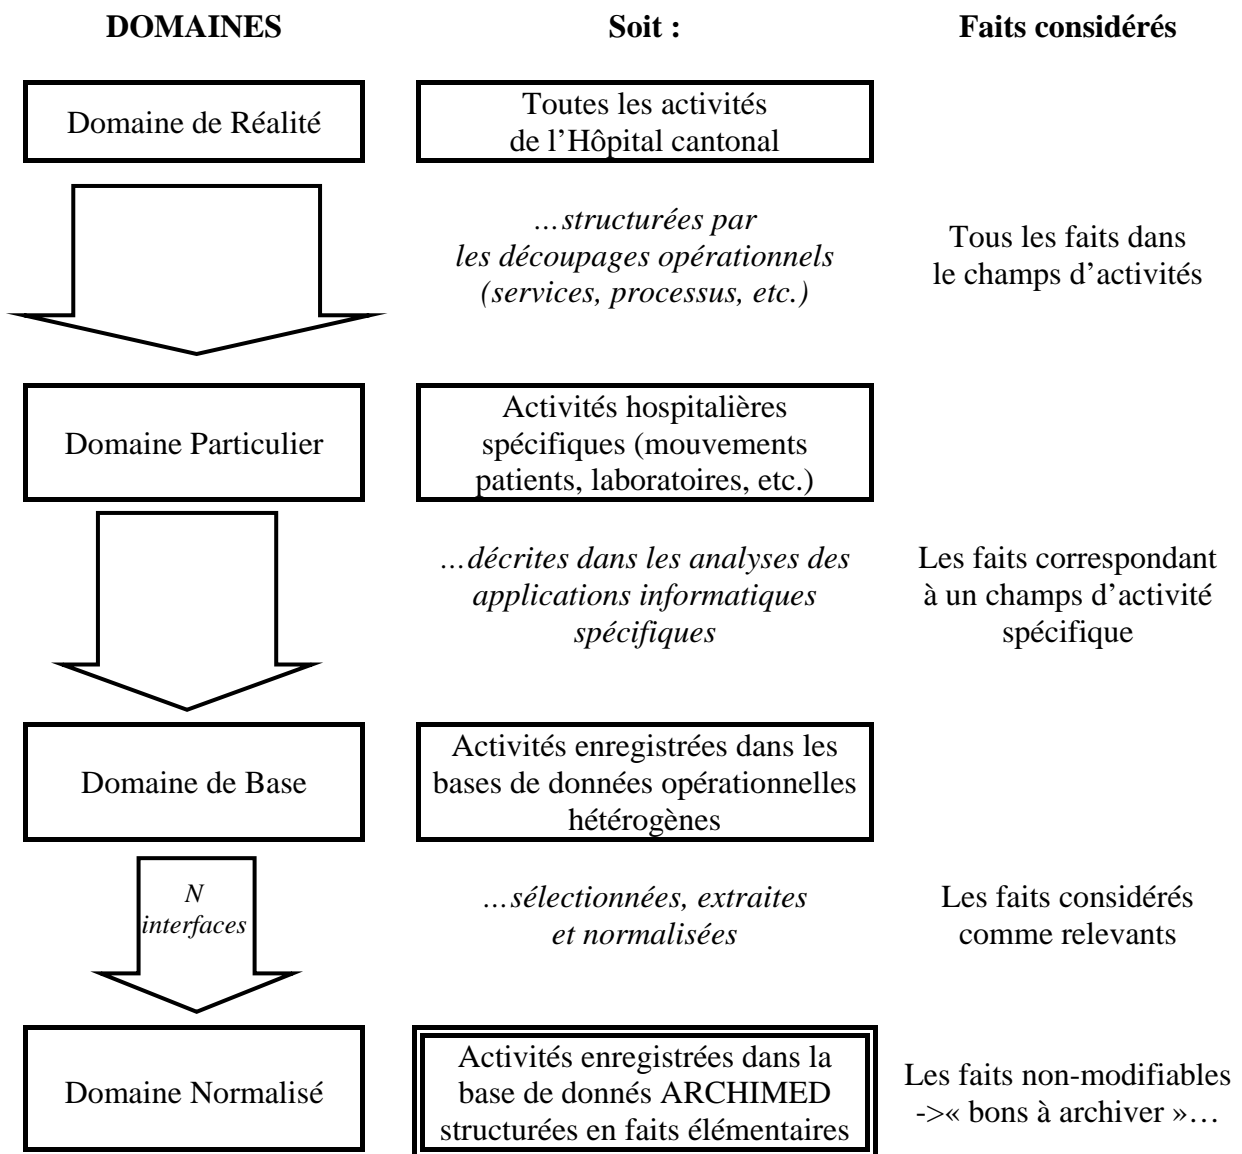 DOMAINES
Soit :
Faits considérés
Domaine de Réalité
Toutes les activités
de l’Hôpital cantonal
…structurées par
les découpages opérationnels
(services, processus, etc.)
Tous les faits dans
le champs d’activités
Domaine Particulier
Activités hospitalières
spécifiques (mouvements
patients, laboratoires, etc.)
…décrites dans les analyses des
applications informatiques
spécifiques
Les faits correspondant
à un champs d’activité
spécifique
Domaine de Base
Activités enregistrées dans les
bases de données opérationnelles
hétérogènes
N
interfaces
…sélectionnées, extraites
et normalisées
Les faits considérés
comme relevants
Domaine Normalisé
Activités enregistrées dans la
base de donnés ARCHIMED
structurées en faits élémentaires
Les faits non-modifiables
->« bons à archiver »…